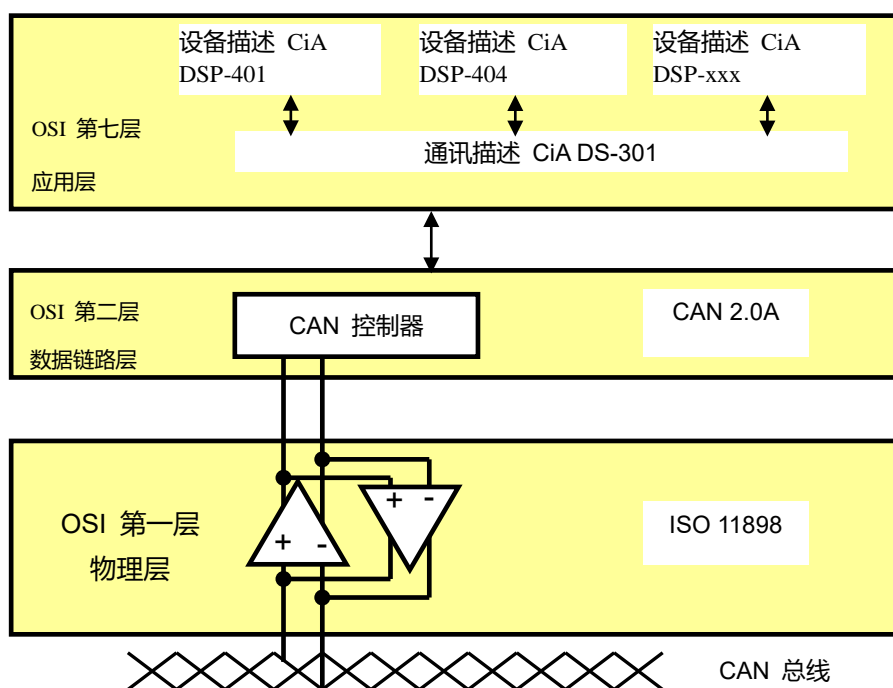 设备描述 CiA
DSP-401
设备描述 CiA
DSP-404
设备描述 CiA
DSP-xxx
OSI 第七层
应用层
通讯描述 CiA DS-301
OSI 第二层
数据链路层
CAN 控制器
CAN 2.0A
OSI 第一层
物理层
+ -
+ -
ISO 11898
CAN 总线